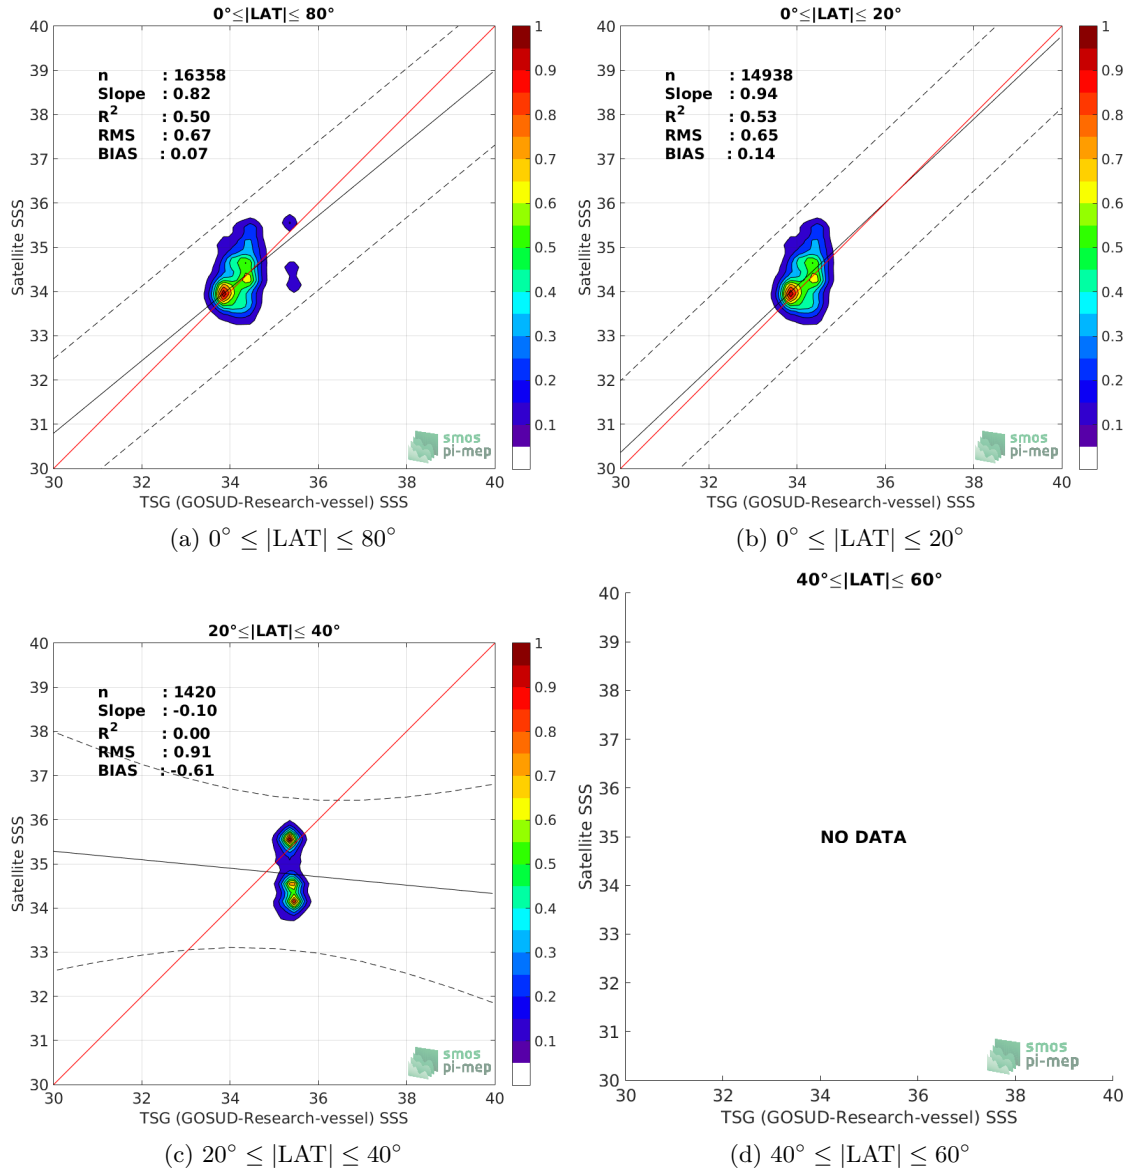 0°≤|LAT|≤ 80°
40
39
38
37
36
35
34
33
32
31
30
Satellite SSS
n : 16358
Slope : 0.82
R² : 0.50
RMS : 0.67
BIAS : 0.07
smos
pi-mep
30 32 34 36 38 40
TSG (GOSUD-Research-vessel) SSS
1
0.9
0.8
0.7
0.6
0.5
0.4
0.3
0.2
0.1
(a) 0° ≤ |LAT| ≤ 80°
0°≤|LAT|≤ 20°
40
39
38
37
36
35
34
33
32
31
30
Satellite SSS
n : 14938
Slope : 0.94
R² : 0.53
RMS : 0.65
BIAS : 0.14
smos
pi-mep
30 32 34 36 38 40
TSG (GOSUD-Research-vessel) SSS
1
0.9
0.8
0.7
0.6
0.5
0.4
0.3
0.2
0.1
(b) 0° ≤ |LAT| ≤ 20°
20°≤|LAT|≤ 40°
40
39
38
37
36
35
34
33
32
31
30
Satellite SSS
n : 1420
Slope : -0.10
R² : 0.00
RMS : 0.91
BIAS : -0.61
smos
pi-mep
30 32 34 36 38 40
TSG (GOSUD-Research-vessel) SSS
1
0.9
0.8
0.7
0.6
0.5
0.4
0.3
0.2
0.1
(c) 20° ≤ |LAT| ≤ 40°
40°≤|LAT|≤ 60°
40
39
38
37
36
35
34
33
32
31
30
Satellite SSS
NO DATA
smos
pi-mep
30 32 34 36 38 40
TSG (GOSUD-Research-vessel) SSS
(d) 40° ≤ |LAT| ≤ 60°